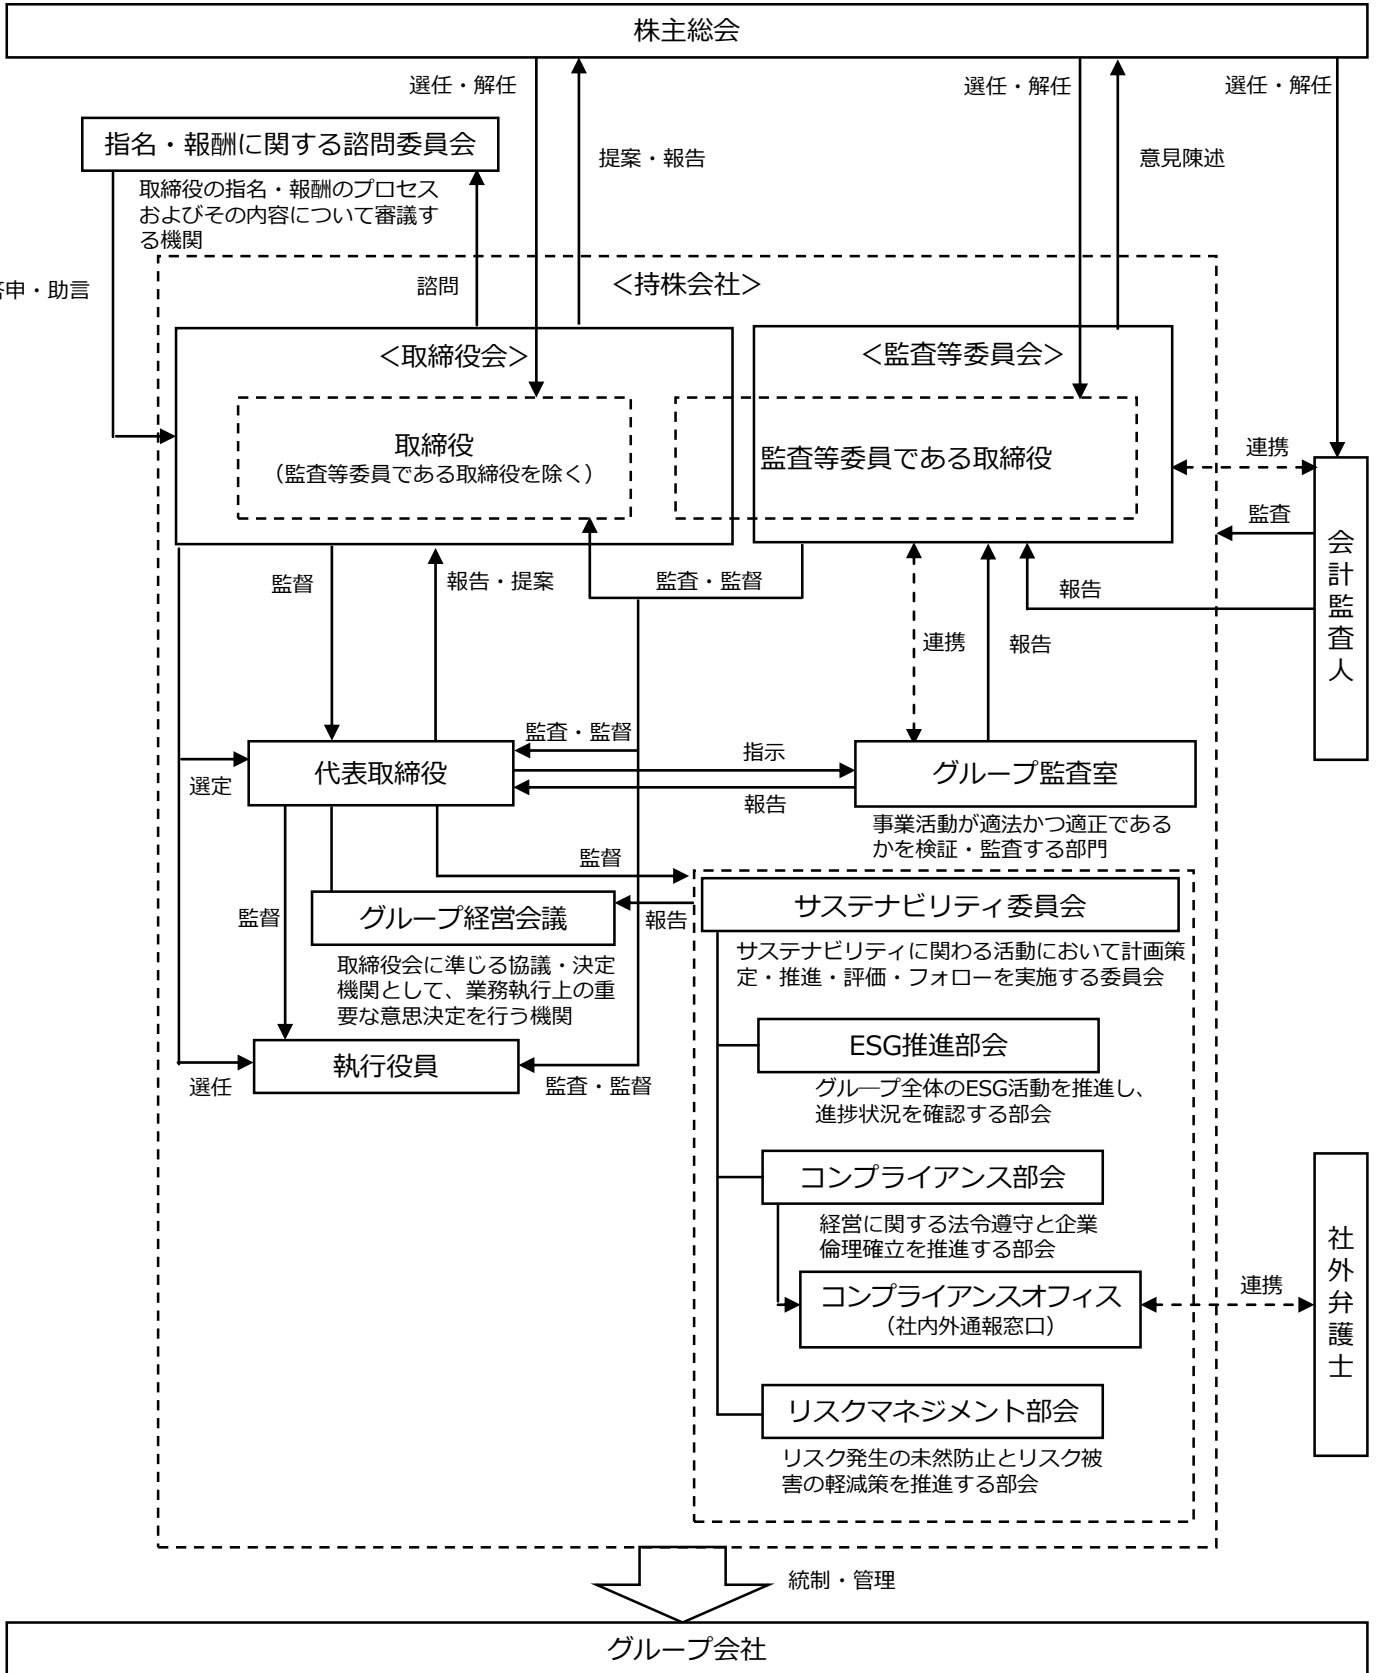 株主総会
選任・解任
選任・解任
選任・解任
指名・報酬に関する諮問委員会
提案・報告
意見陳述
取締役の指名・報酬のプロセス
およびその内容について審議す
る機関
申・助言
諮問
＜持株会社＞
＜取締役会＞
＜監査等委員会＞
取締役
（監査等委員である取締役を除く）
監査等委員である取締役
連携
監査
会計監査人
監督
報告・提案
監査・監督
報告
連携
報告
監査・監督
指示
代表取締役
グループ監査室
選定
報告
事業活動が適法かつ適正である
かを検証・監査する部門
監督
サステナビリティ委員会
監督
グループ経営会議
報告
サステナビリティに関わる活動において計画策
定・推進・評価・フォローを実施する委員会
取締役会に準じる協議・決定
機関として、業務執行上の重
要な意思決定を行う機関
ESG推進部会
執行役員
選任
監査・監督
グループ全体のESG活動を推進し、
進捗状況を確認する部会
コンプライアンス部会
経営に関する法令遵守と企業
倫理確立を推進する部会
コンプライアンスオフィス
（社内外通報窓口）
連携
社外弁護士
リスクマネジメント部会
リスク発生の未然防止とリスク被
害の軽減策を推進する部会
統制・管理
グループ会社